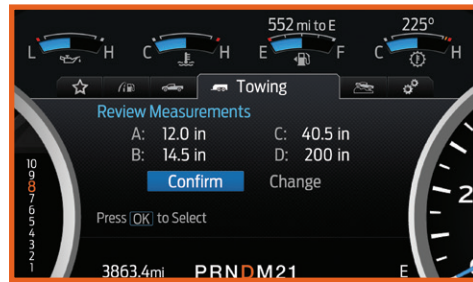 552 mi to E 225°
L H C H E F C H
Towing
Review Measurements
A: 12.0 in C: 40.5 in
B: 14.5 in D: 200 in
Confirm Change
Press OK to Select
10
9
8
7
6
5
4
3
2
1
2
3863.4mi PRNDM21 E